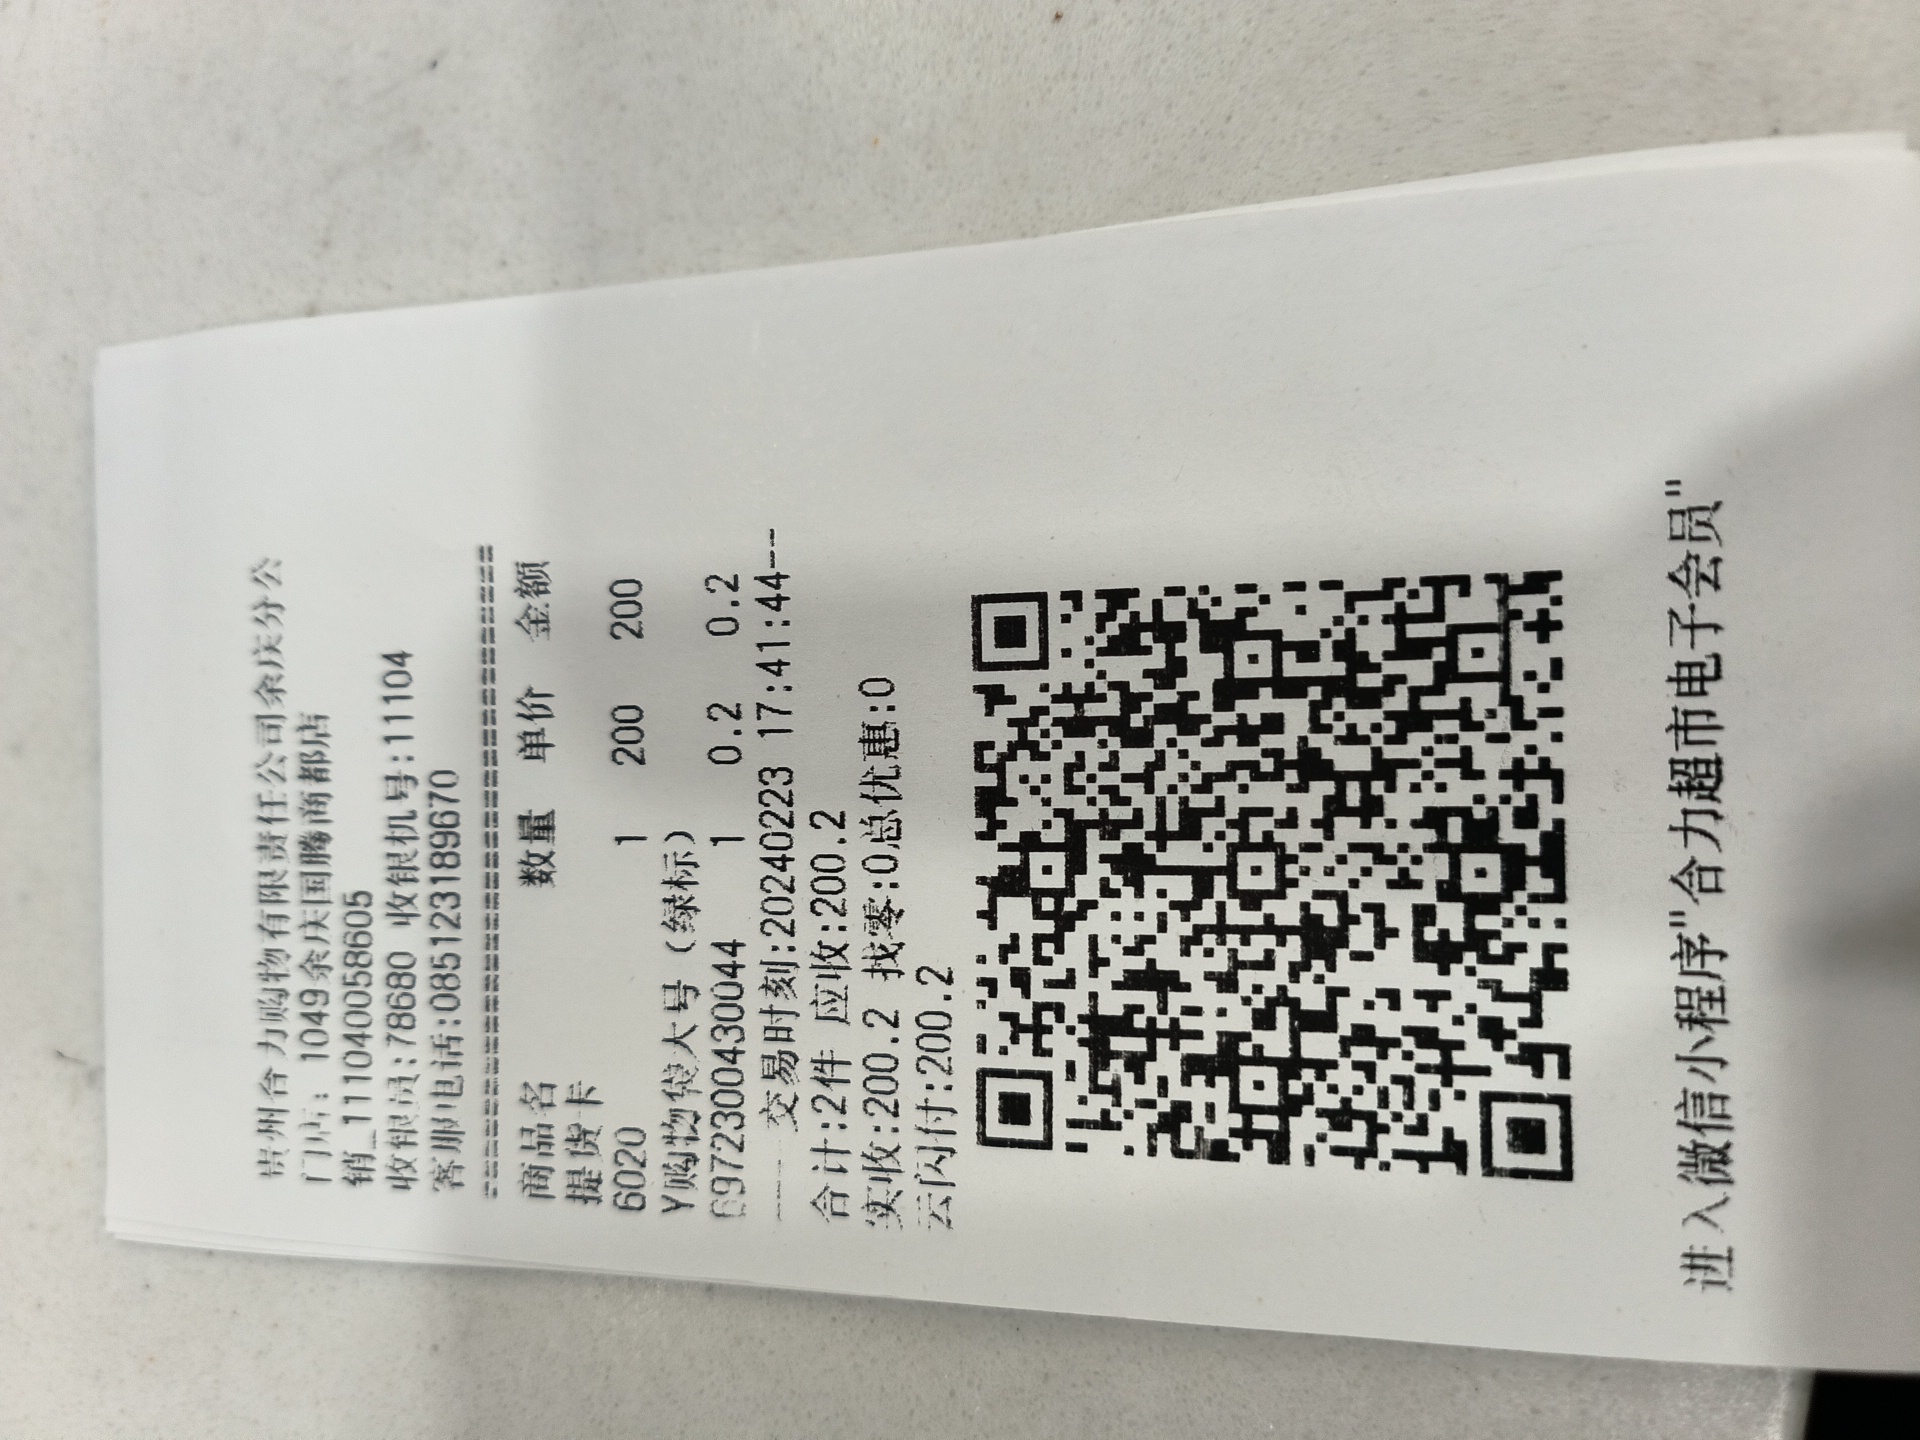 贵州合力购物有限责任公司余庆分公
门店: 1049余庆国腾商都店
销_111040058605
收银员:78680 收银机号:11104
客服电话:085123189670
================================
商品名 数量 单价 金额
提货卡
6020 1 200 200
Y购物袋大号（绿标）
6972300430044 1 0.2 0.2
----交易时刻:20240223 17:41:44--
合计:2件 应收:200.2
实收:200.2 找零:0总优惠:0
云闪付:200.2
进入微信小程序"合力超市电子会员"